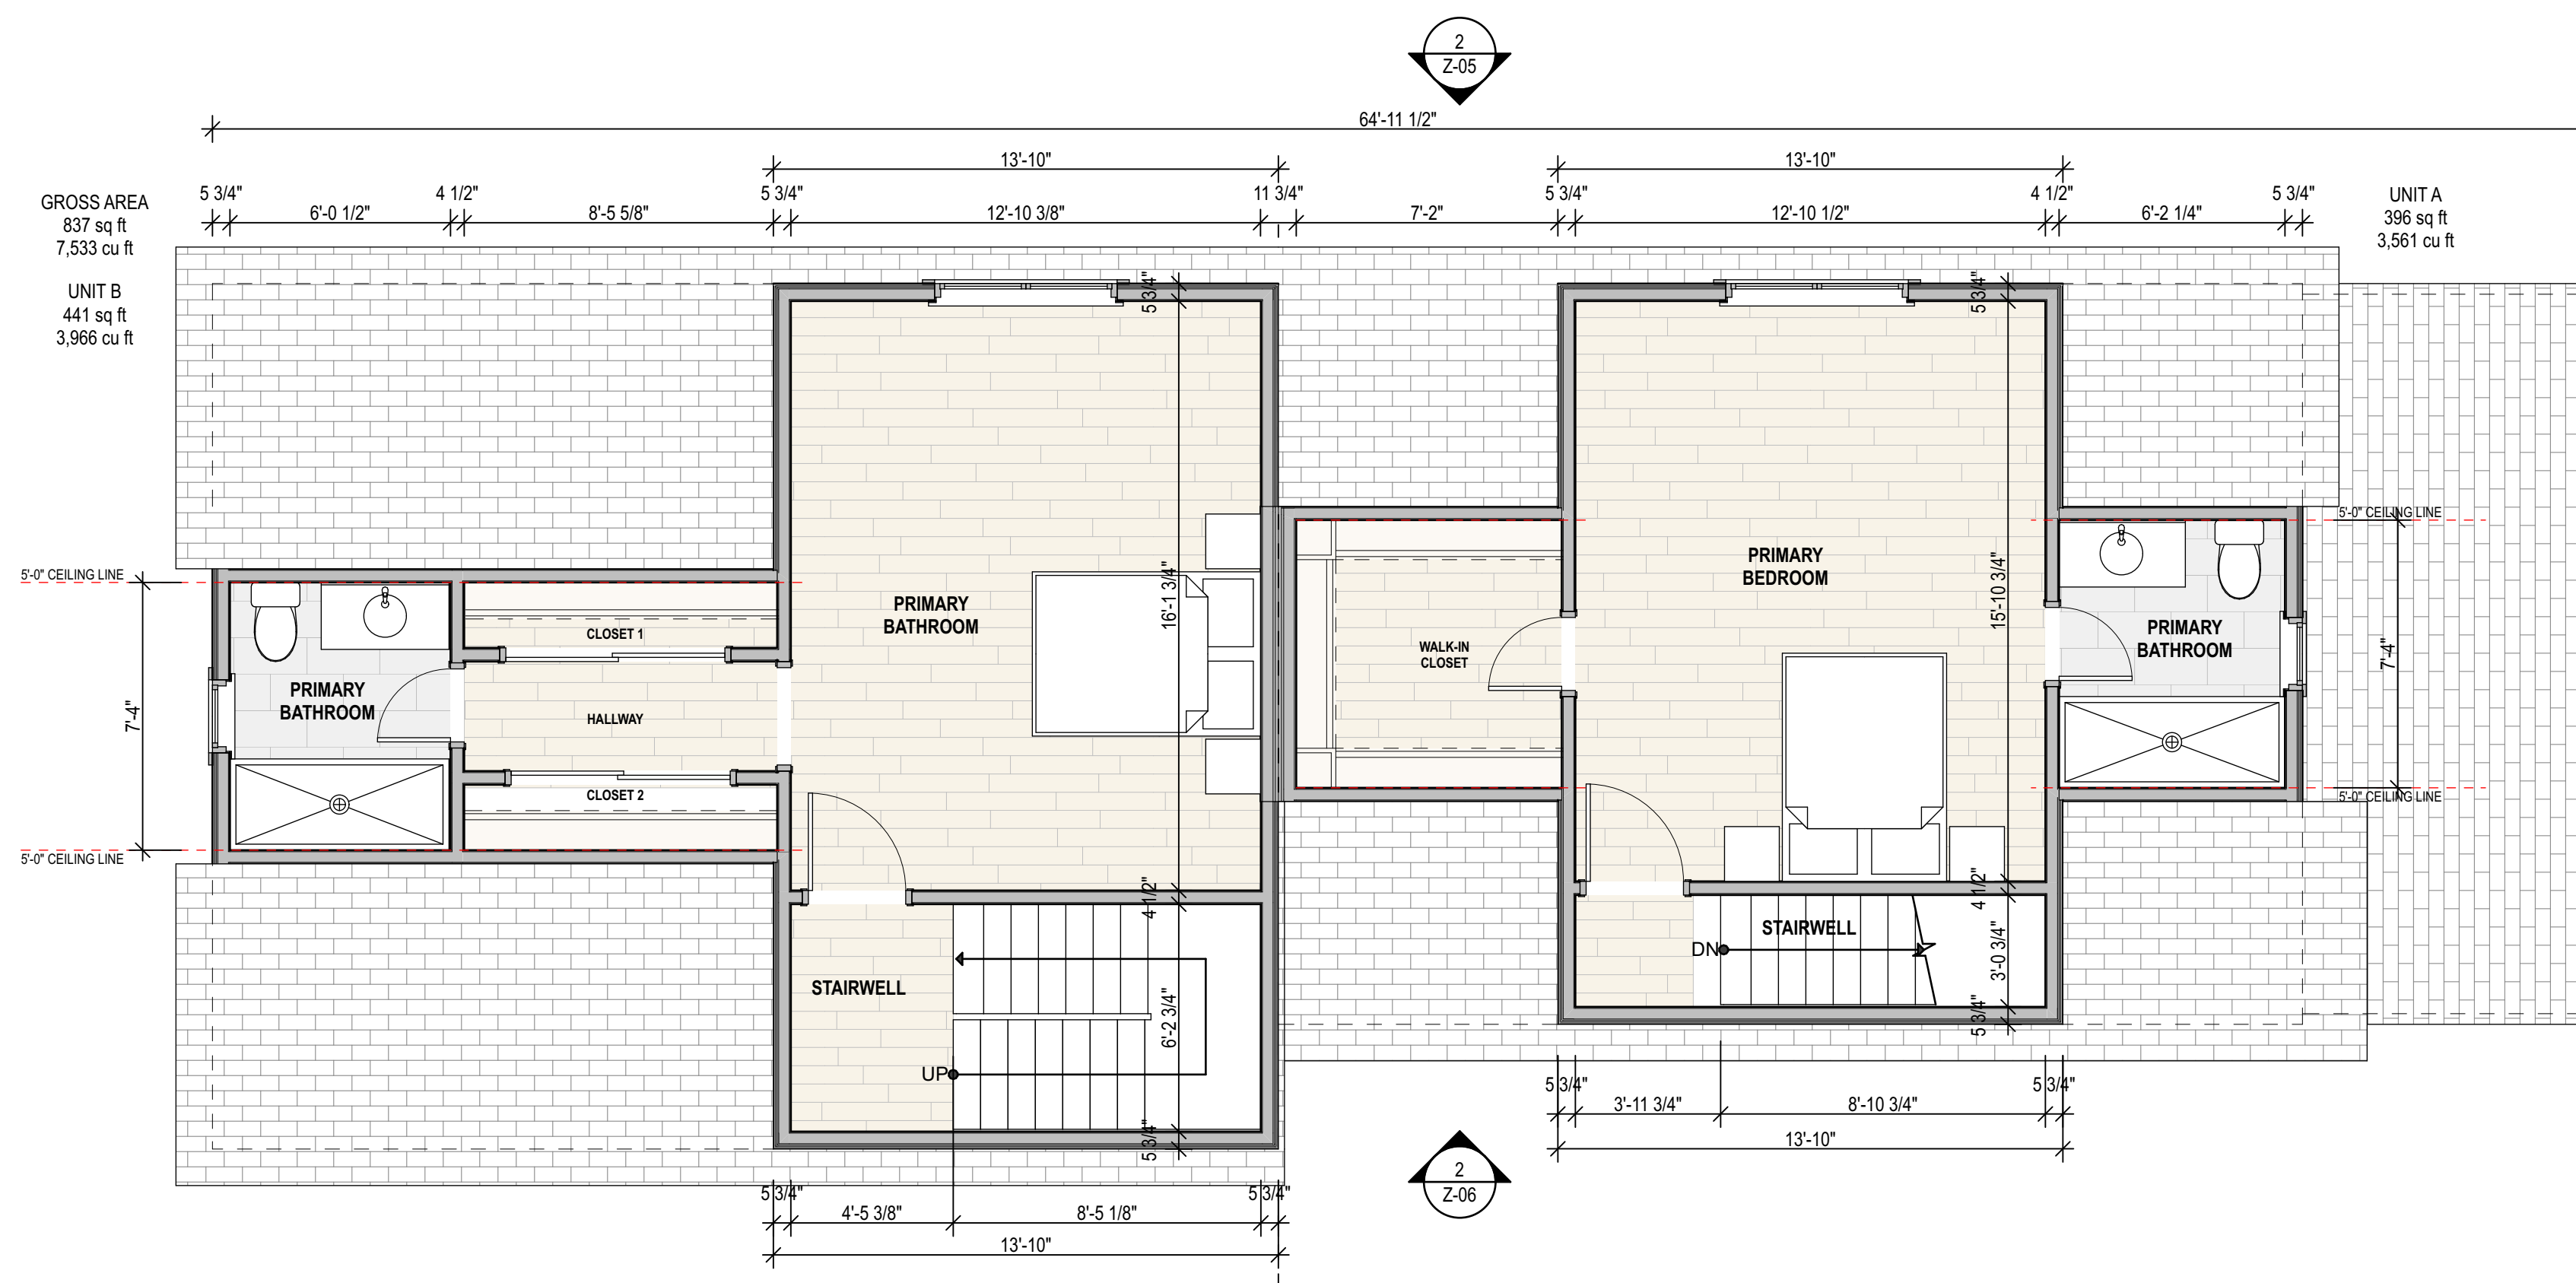 2
Z-05
64'-11 1/2"
13'-10"
13'-10"
5 3/4"
4 1/2"
5 3/4"
11 3/4"
5 3/4"
4 1/2"
5 3/4"
6'-0 1/2"
8'-5 5/8"
12'-10 3/8"
7'-2"
12'-10 1/2"
6'-2 1/4"
GROSS AREA
837 sq ft
7,533 cu ft
UNIT B
441 sq ft
3,966 cu ft
UNIT A
396 sq ft
3,561 cu ft
5 3/4"
5 3/4"
5'-0" CEILING LINE
5'-0" CEILING LINE
7'-4"
PRIMARY
BATHROOM
CLOSET 1
HALLWAY
CLOSET 2
PRIMARY
BATHROOM
16'-1 3/4"
WALK-IN
CLOSET
PRIMARY
BEDROOM
15'-10 3/4"
PRIMARY
BATHROOM
5'-0" CEILING LINE
5'-0" CEILING LINE
7'-4"
4 1/2"
STAIRWELL
UP
6'-2 3/4"
5 3/4"
4 1/2"
STAIRWELL
DN
3'-0 3/4"
5 3/4"
5 3/4"
5 3/4"
3'-11 3/4"
8'-10 3/4"
13'-10"
2
Z-06
5 3/4"
5 3/4"
4'-5 3/8"
8'-5 1/8"
13'-10"